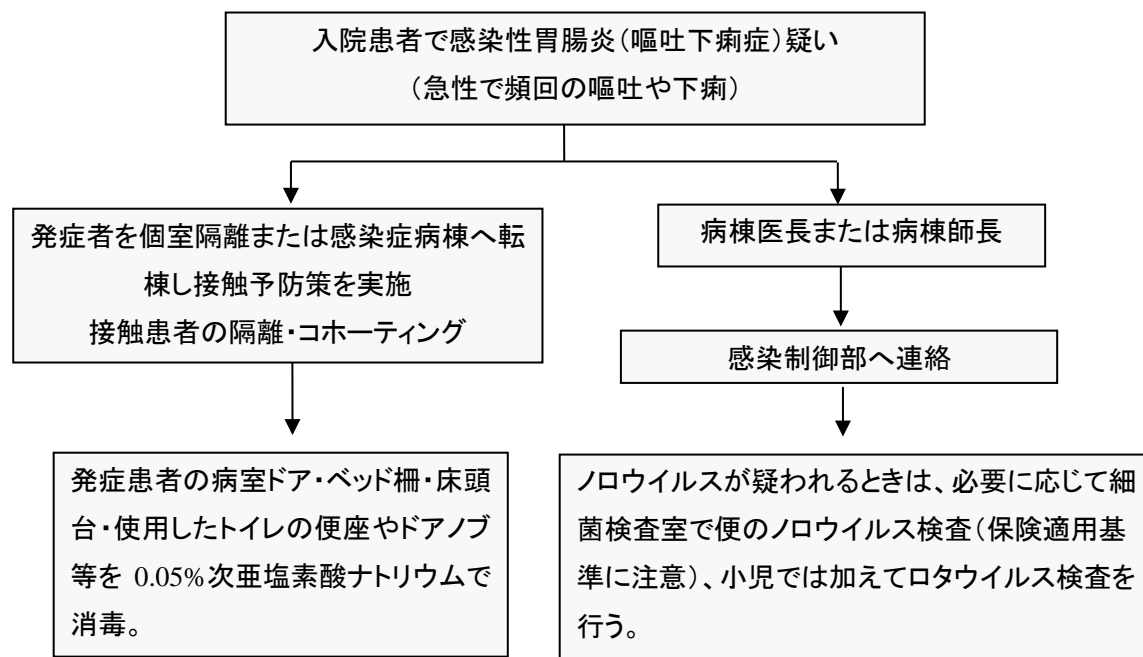 入院患者で感染性胃腸炎(嘔吐下痢症)疑い
(急性で頻回の嘔吐や下痢)
発症者を個室隔離または感染症病棟へ転
棟し接触予防策を実施
接触患者の隔離・コホーティング
病棟医長または病棟師長
感染制御部へ連絡
発症患者の病室ドア・ベッド柵・床頭
台・使用したトイレの便座やドアノブ
等を 0.05%次亜塩素酸ナトリウムで
消毒。
ノロウイルスが疑われるときは、必要に応じて細
菌検査室で便のノロウイルス検査(保険適用基
準に注意)、小児では加えてロタウイルス検査を
行う。